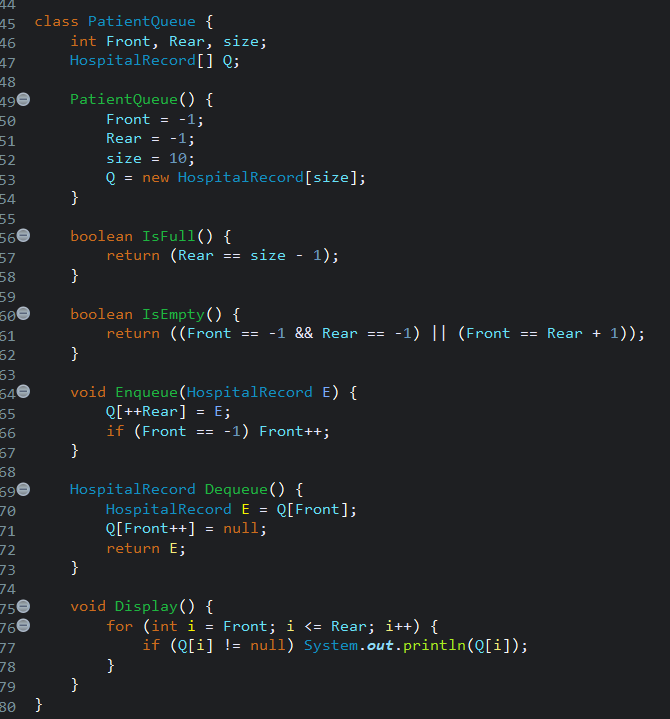 44
45 class PatientQueue {
46 int Front, Rear, size;
47 HospitalRecord[] Q;
48
49 PatientQueue() {
50 Front = -1;
51 Rear = -1;
52 size = 10;
53 Q = new HospitalRecord[size];
54 }
55
56 boolean IsFull() {
57 return (Rear == size - 1);
58 }
59
60 boolean IsEmpty() {
61 return ((Front == -1 && Rear == -1) || (Front == Rear + 1));
62 }
63
64 void Enqueue(HospitalRecord E) {
65 Q[++Rear] = E;
66 if (Front == -1) Front++;
67 }
68
69 HospitalRecord Dequeue() {
70 HospitalRecord E = Q[Front];
71 Q[Front++] = null;
72 return E;
73 }
74
75 void Display() {
76 for (int i = Front; i <= Rear; i++) {
77 if (Q[i] != null) System.out.println(Q[i]);
78 }
79 }
80 }